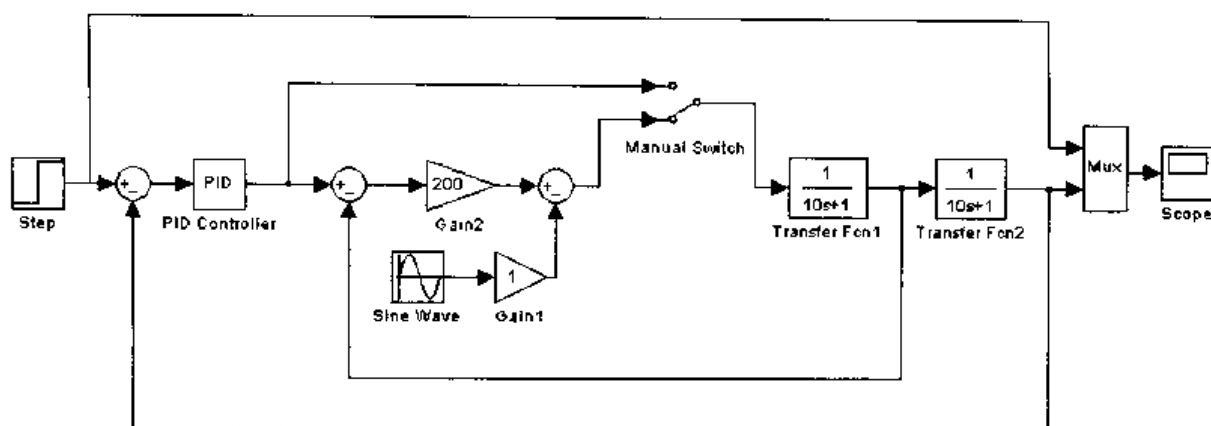 Step
+
−
PID
PID Controller
+
−
200
Gain2
Sine Wave
1
Gain1
+
−
Manual Switch
1
10s+1
Transfer Fcn1
1
10s+1
Transfer Fcn2
Mux
Scope